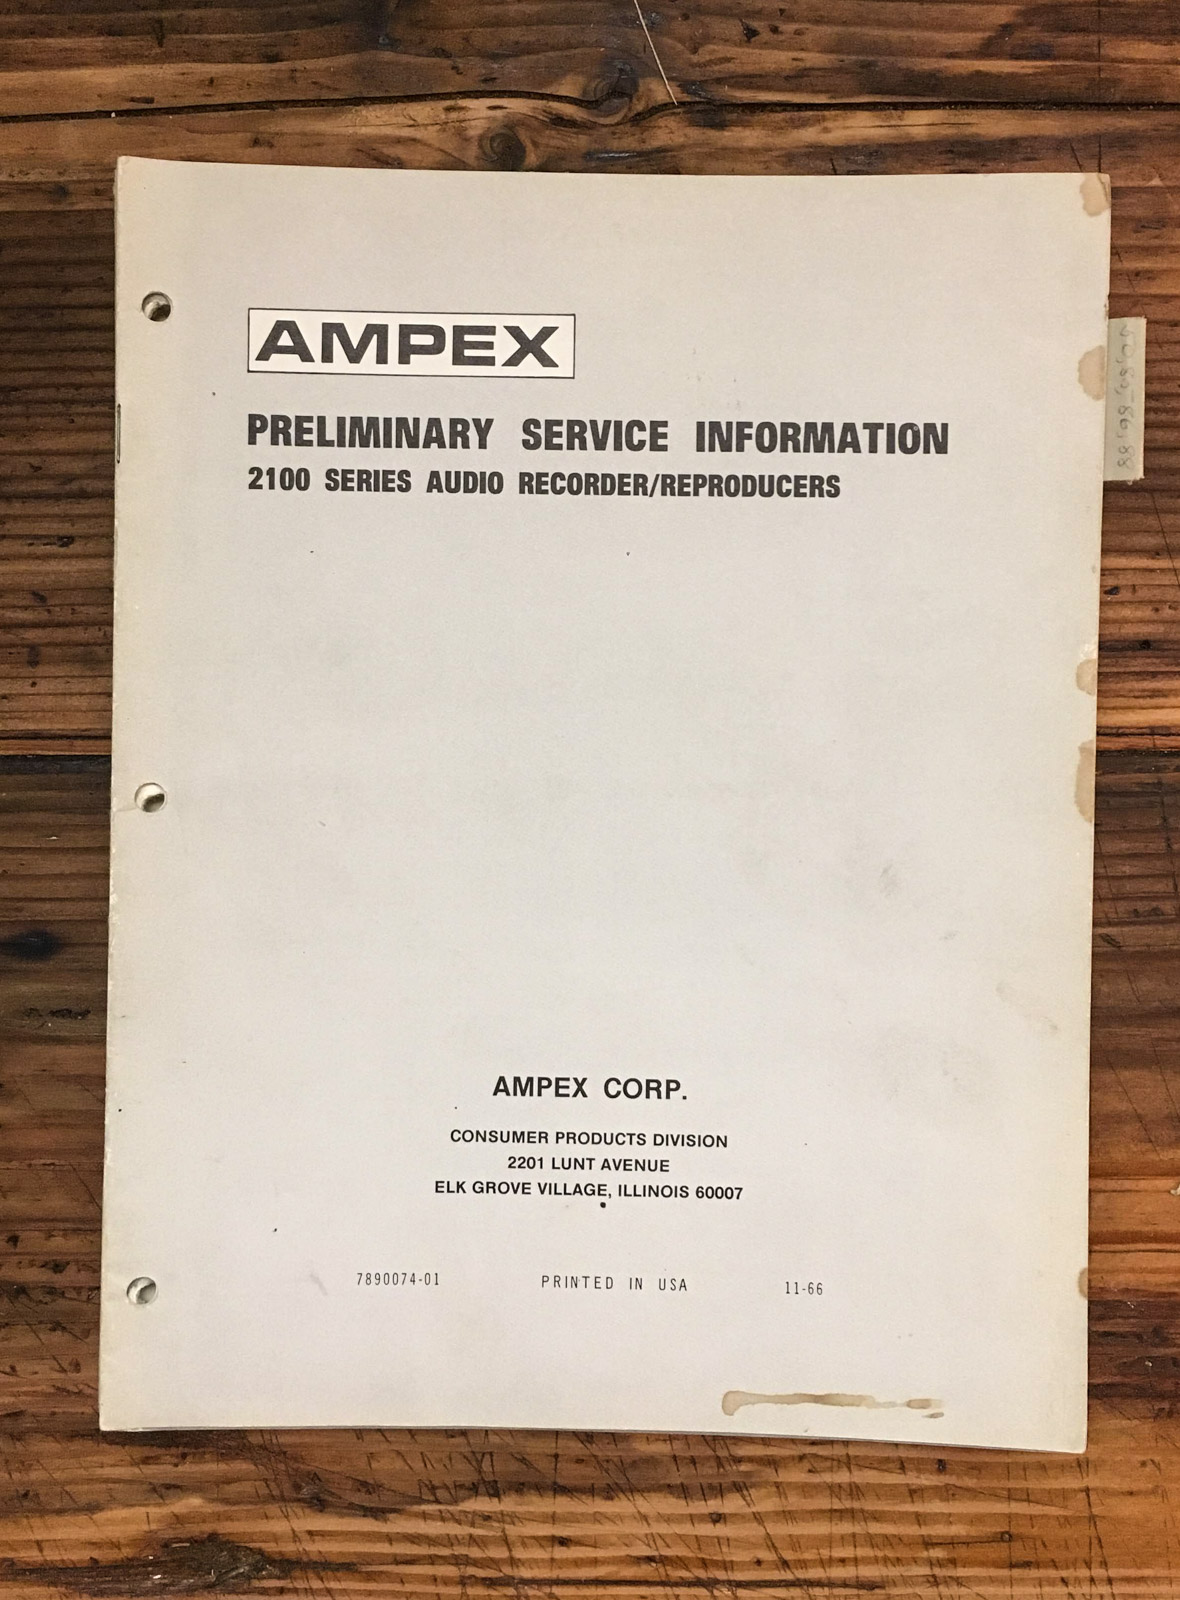 AMPEX
PRELIMINARY SERVICE INFORMATION
2100 SERIES AUDIO RECORDER/REPRODUCERS
AMPEX CORP.
CONSUMER PRODUCTS DIVISION
2201 LUNT AVENUE
ELK GROVE VILLAGE, ILLINOIS 60007
7890074-01 PRINTED IN USA 11-66